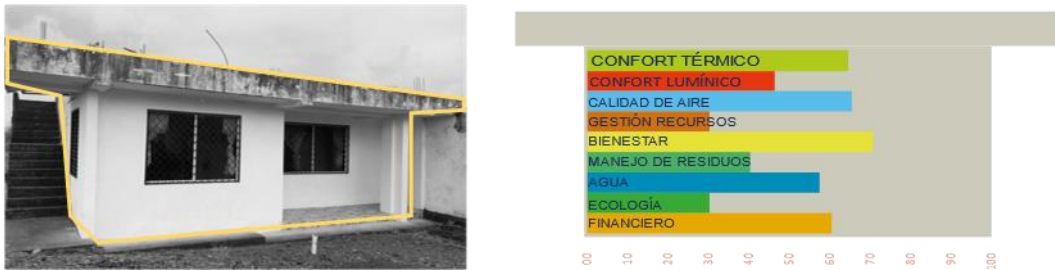 CONFORT TÉRMICO
CONFORT LUMÍNICO
CALIDAD DE AIRE
GESTIÓN RECURSOS
BIENESTAR
MANEJO DE RESIDUOS
AGUA
ECOLOGÍA
FINANCIERO
00 10 20 30 40 50 60 70 80 90 100